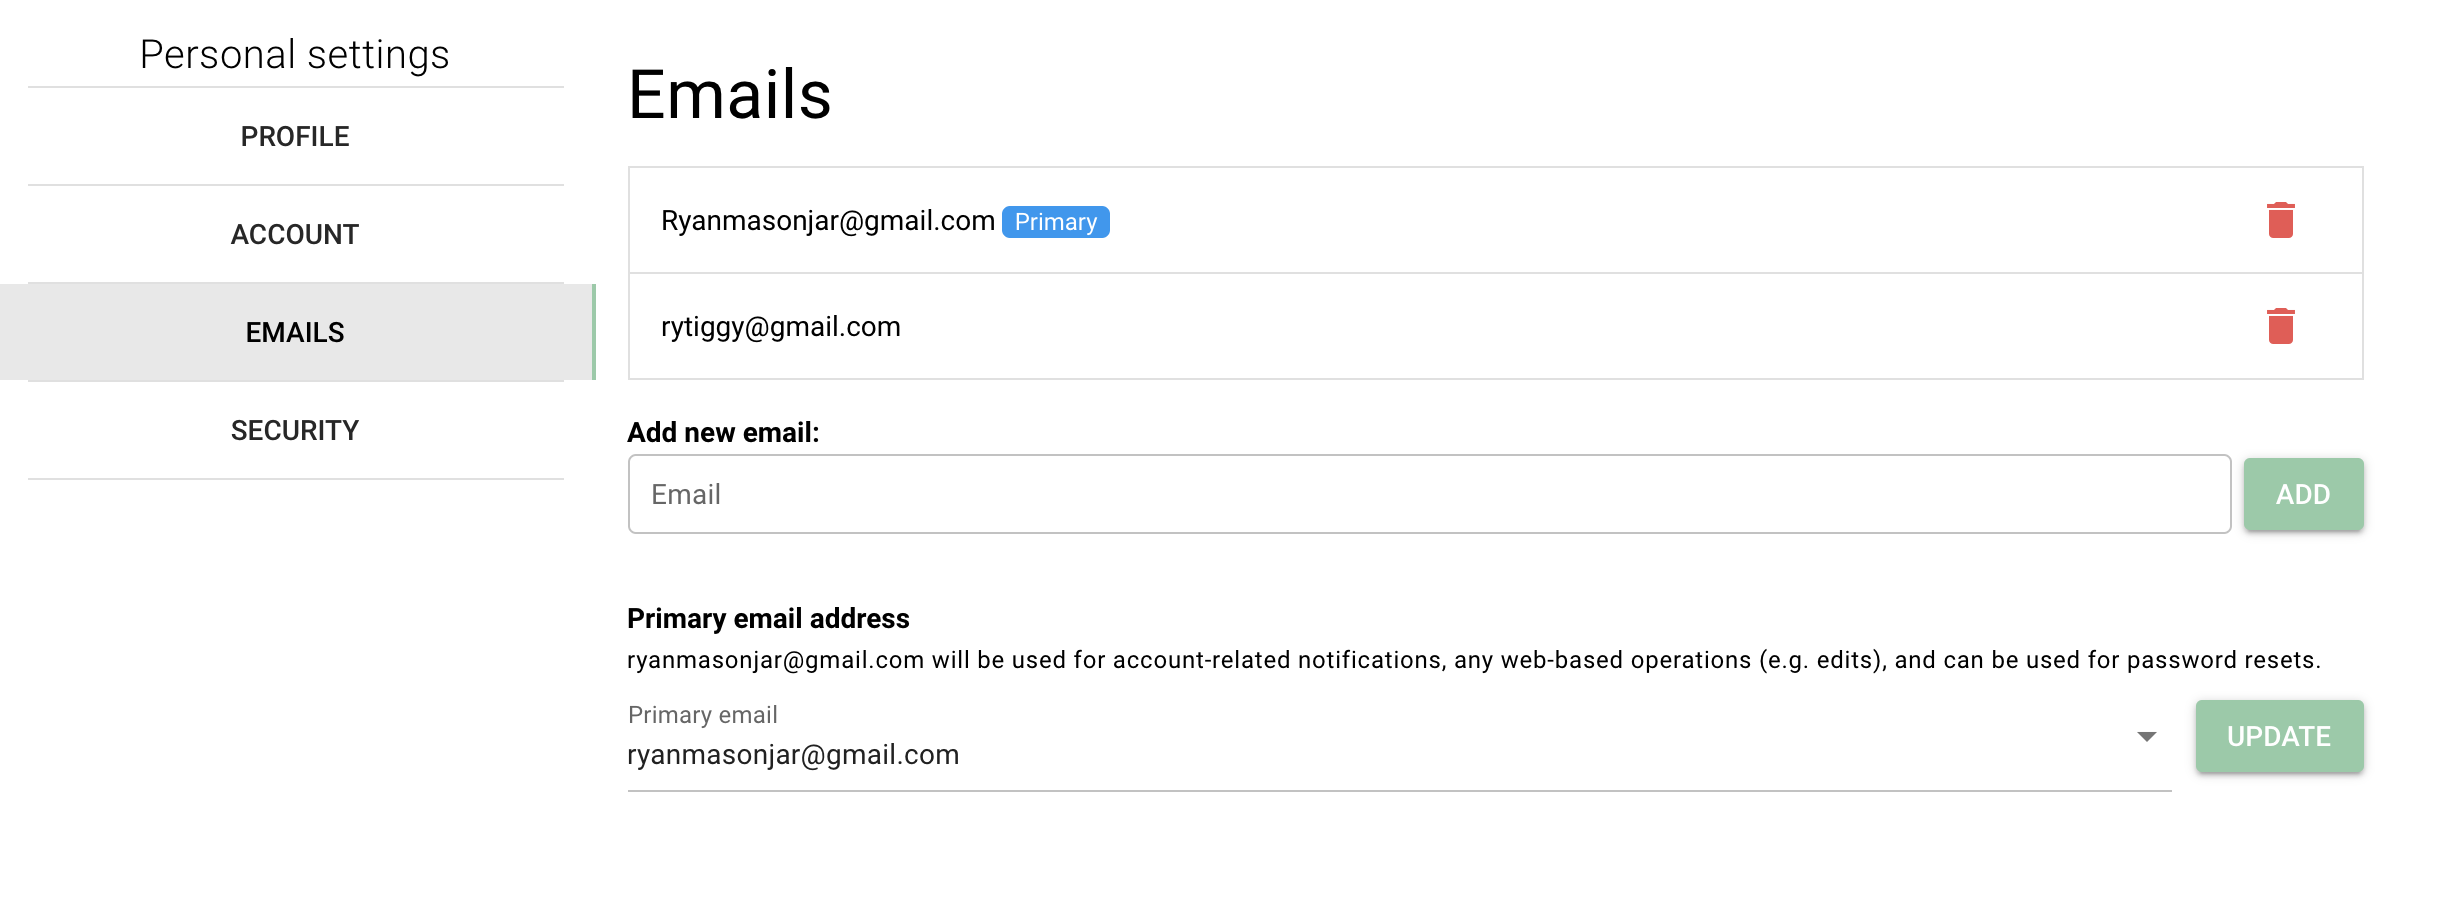 Personal settings
PROFILE
ACCOUNT
EMAILS
SECURITY
Emails
Ryanmasonjar@gmail.com Primary
rytiggy@gmail.com
Add new email:
Email
ADD
Primary email address
ryanmasonjar@gmail.com will be used for account-related notifications, any web-based operations (e.g. edits), and can be used for password resets.
Primary email
ryanmasonjar@gmail.com
UPDATE